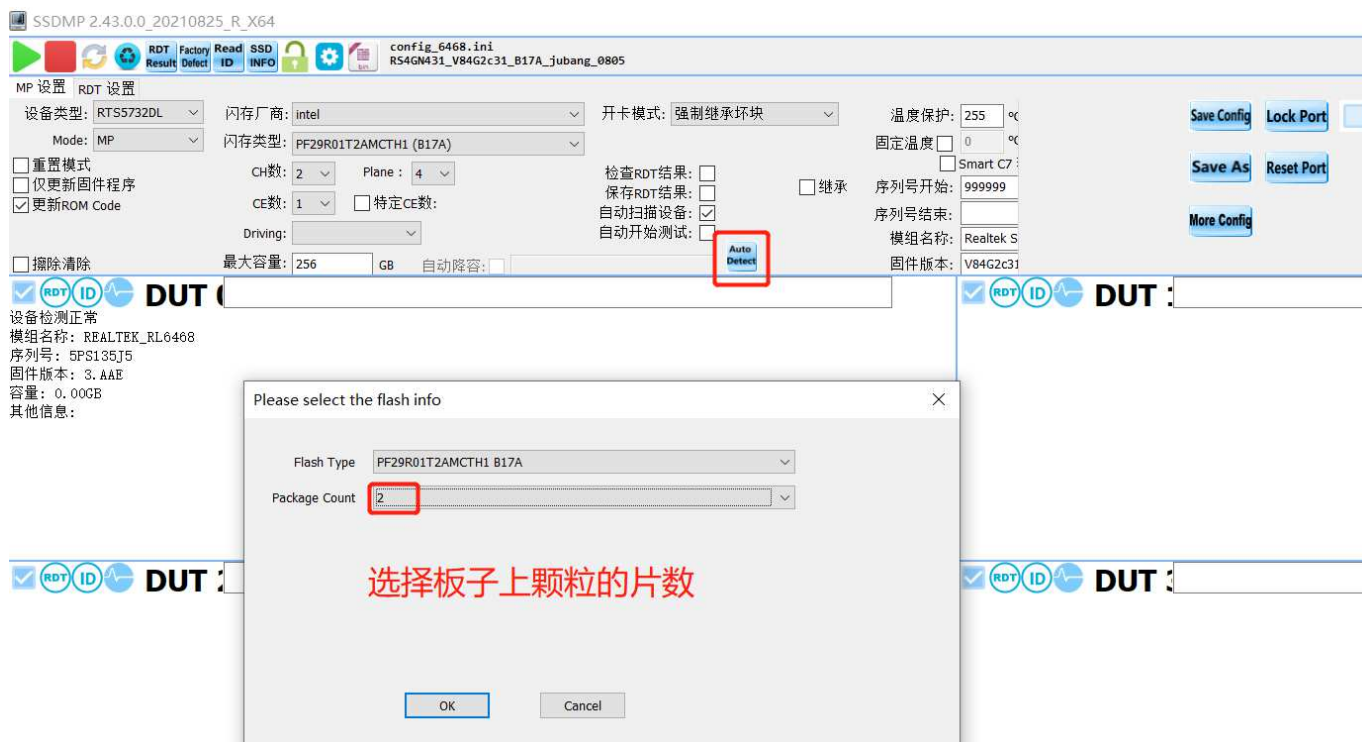 SSDMP 2.43.0.0_20210825_R_X64
RDT Result Factory Defect Read ID SSD INFO bin config_6468.ini
RS4GN431_V84G2c31_B17A_jubang_0805
MP 设置 RDT 设置
设备类型: RTS5732DL 闪存厂商: intel 开卡模式: 强制继承坏块 温度保护: 255 ℃ Save Config Lock Port
Mode: MP 闪存类型: PF29R01T2AMCTH1 (B17A) 固定温度 0 ℃
重置模式 CH数: 2 Plane : 4 检查RDT结果: Smart C7 Save As Reset Port
仅更新固件程序 保存RDT结果: 继承 序列号开始: 999999
更新ROM Code CE数: 1 特定CE数: 自动扫描设备: 序列号结束: More Config
Driving: 自动开始测试: 模组名称: Realtek S
擦除清除 最大容量: 256 GB 自动降容: Auto Detect 固件版本: V84G2c31
RDT ID DUT RDT ID DUT
设备检测正常
模组名称: REALTEK_RL6468
序列号: 5PS135J5
固件版本: 3.AAE
容量: 0.00GB
其他信息:
Please select the flash info
Flash Type PF29R01T2AMCTH1 B17A
Package Count 2
RDT ID DUT RDT ID DUT
选择板子上颗粒的片数
OK Cancel